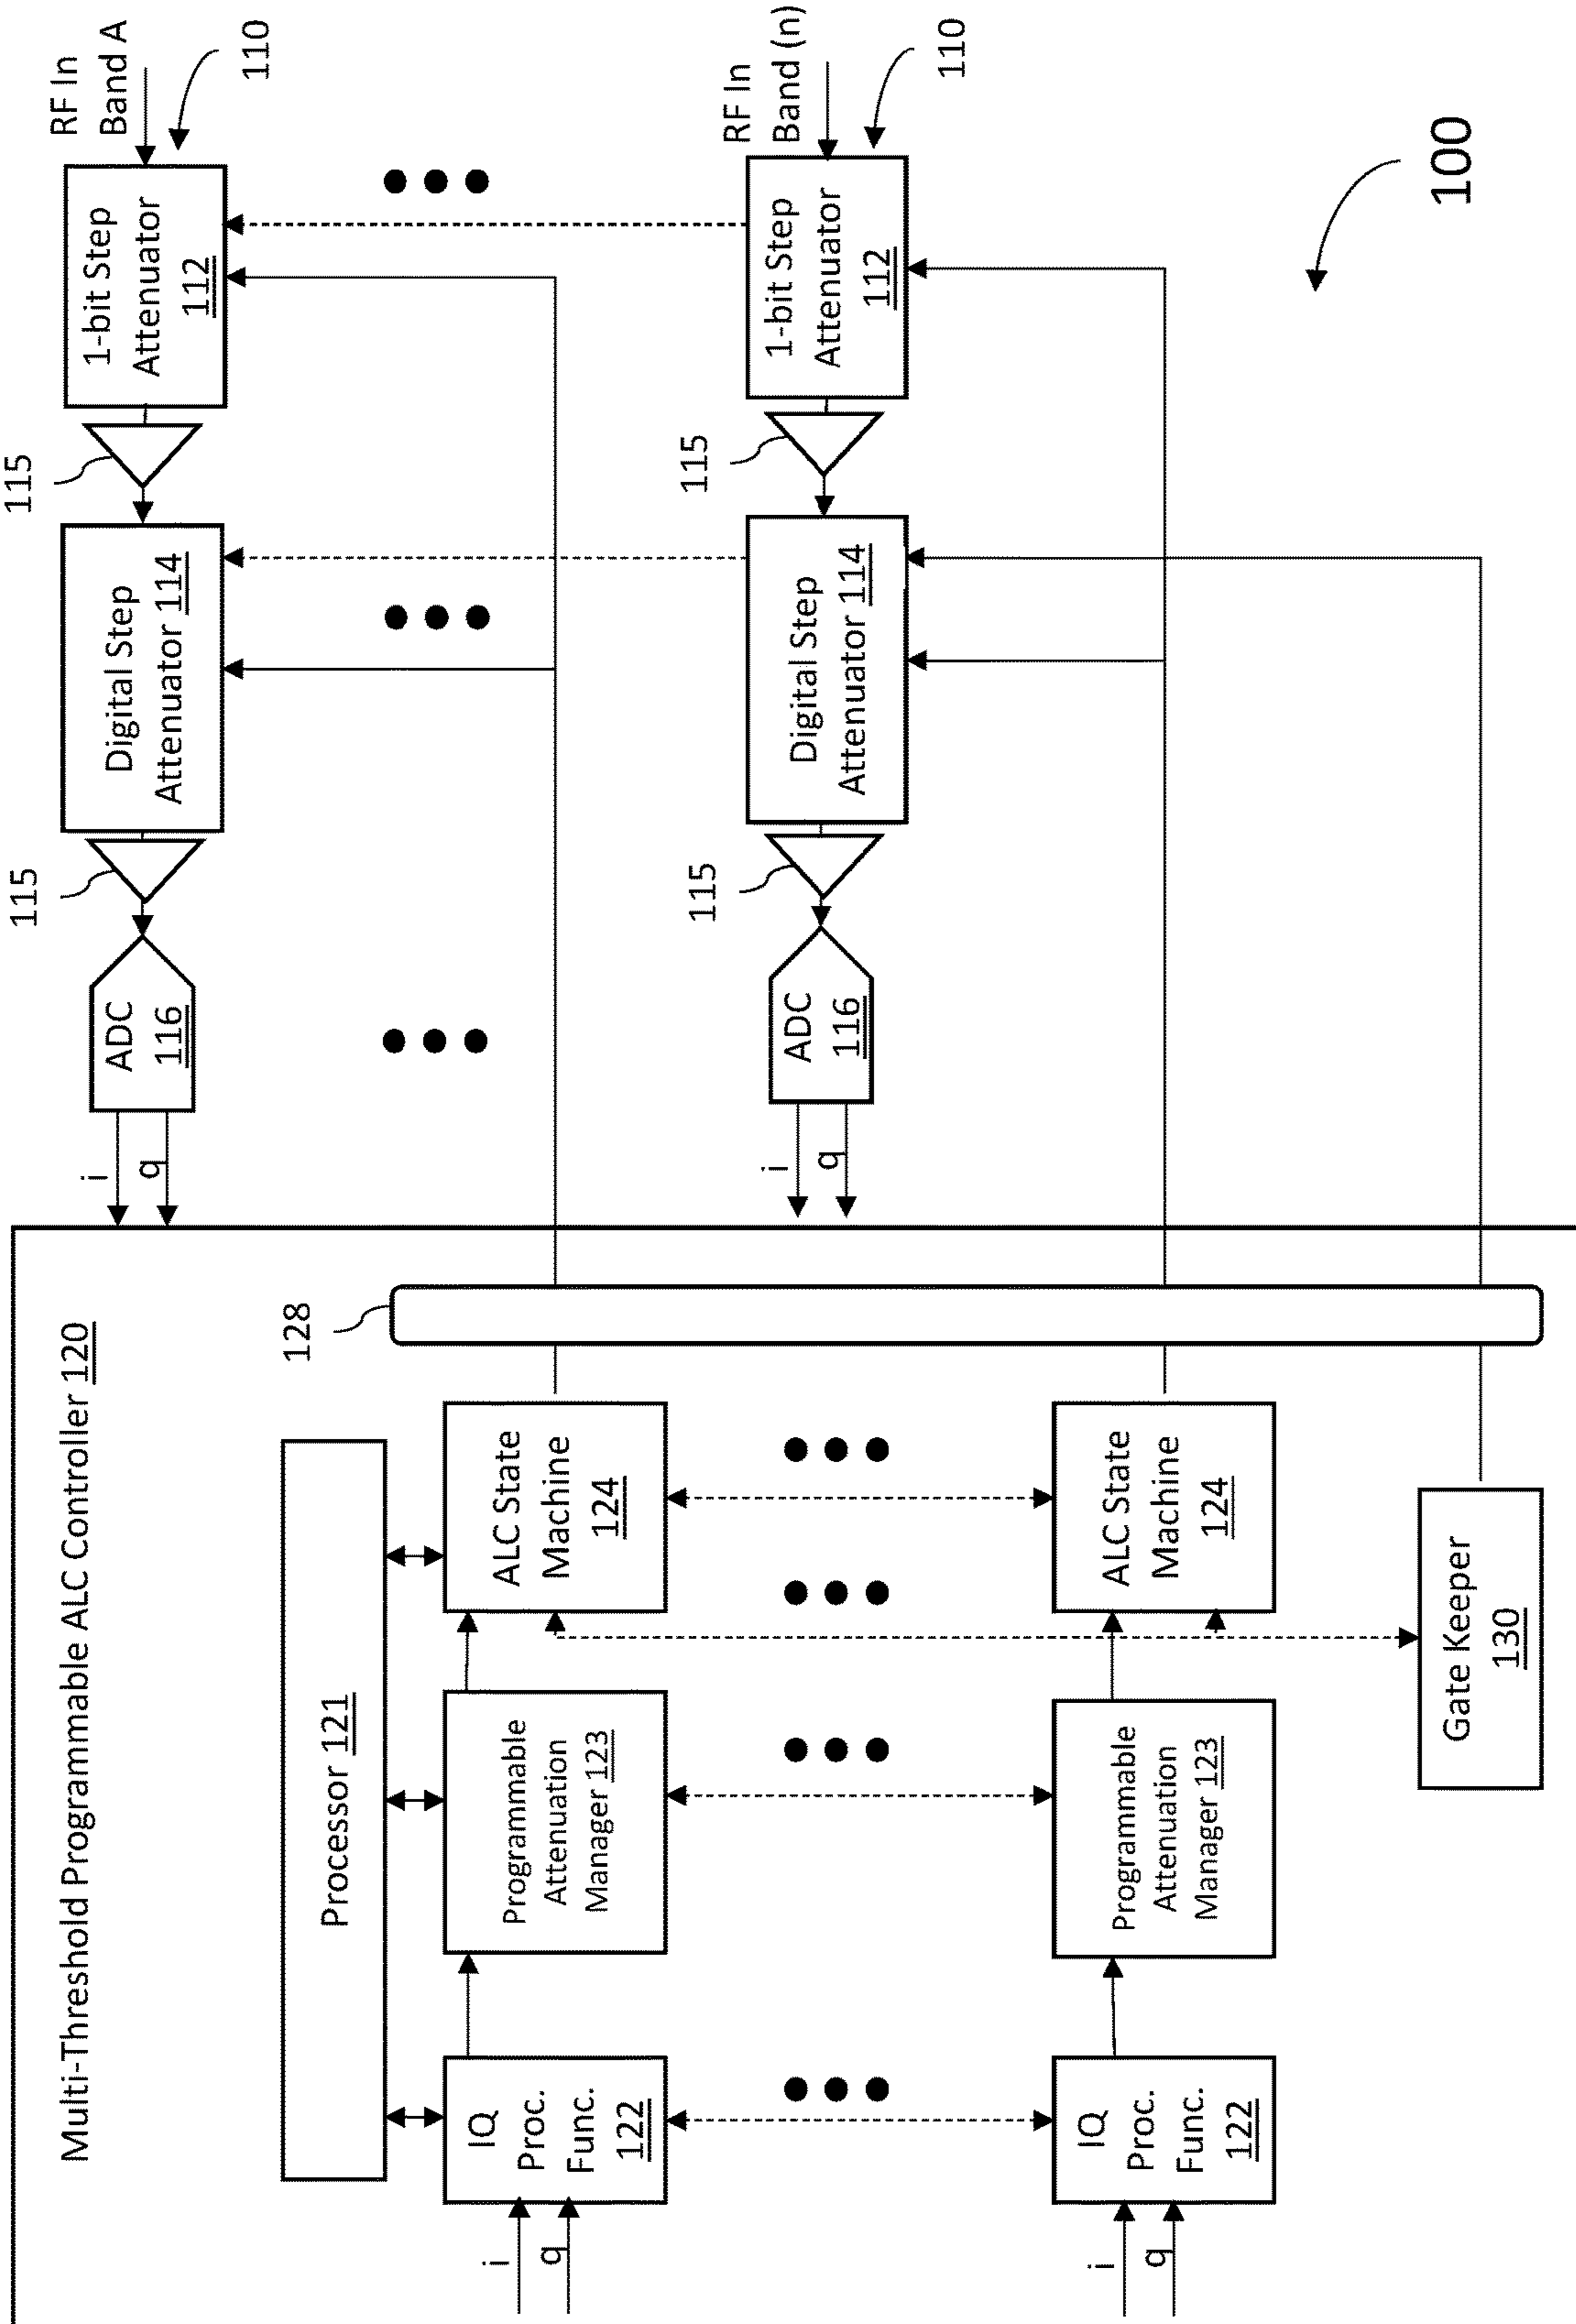 RF In
Band A
110
1-bit Step
Attenuator
112
115
Digital Step
Attenuator 114
115
ADC
116
i
q
RF In
Band (n)
110
1-bit Step
Attenuator
112
115
Digital Step
Attenuator 114
115
ADC
116
i
q
100
Multi-Threshold Programmable ALC Controller 120
128
Processor 121
i
q
IQ
Proc.
Func.
122
Programmable
Attenuation
Manager 123
ALC State
Machine
124
i
q
IQ
Proc.
Func.
122
Programmable
Attenuation
Manager 123
ALC State
Machine
124
Gate Keeper
130